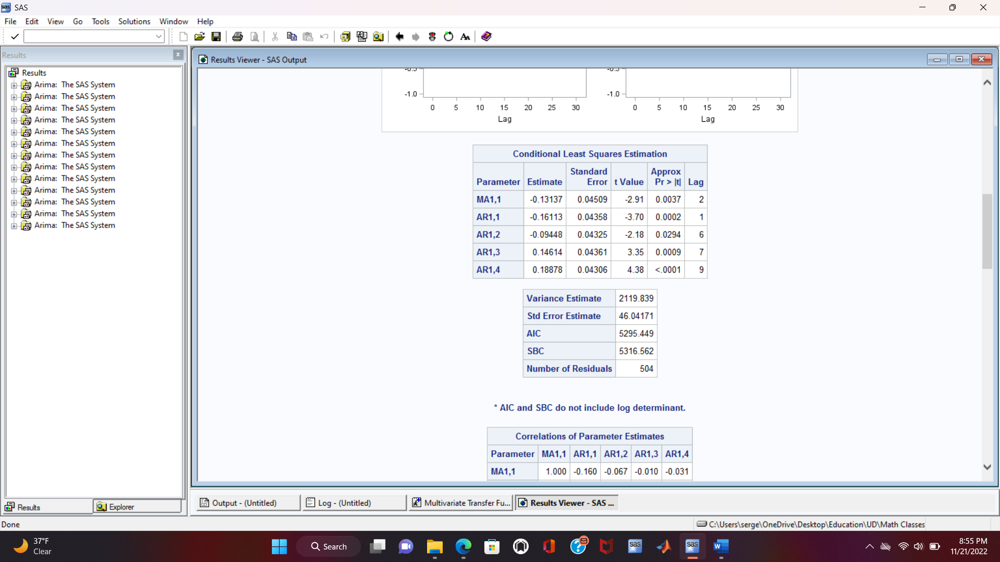 SAS
File Edit View Go Tools Solutions Window Help
Results
Results Viewer - SAS Output
Results
Arima: The SAS System
Arima: The SAS System
Arima: The SAS System
Arima: The SAS System
Arima: The SAS System
Arima: The SAS System
Arima: The SAS System
Arima: The SAS System
Arima: The SAS System
Arima: The SAS System
Arima: The SAS System
Arima: The SAS System
Arima: The SAS System
-0.5 -0.5
-1.0 -1.0
0 5 10 15 20 25 30 0 5 10 15 20 25 30
Lag Lag
Conditional Least Squares Estimation
Parameter Estimate Standard Error t Value Approx Pr > |t| Lag
MA1,1 -0.13137 0.04509 -2.91 0.0037 2
AR1,1 -0.16113 0.04358 -3.70 0.0002 1
AR1,2 -0.09448 0.04325 -2.18 0.0294 6
AR1,3 0.14614 0.04361 3.35 0.0009 7
AR1,4 0.18878 0.04306 4.38 <.0001 9
Variance Estimate 2119.839
Std Error Estimate 46.04171
AIC 5295.449
SBC 5316.562
Number of Residuals 504
* AIC and SBC do not include log determinant.
Correlations of Parameter Estimates
Parameter MA1,1 AR1,1 AR1,2 AR1,3 AR1,4
MA1,1 1.000 -0.160 -0.067 -0.010 -0.031
Results Explorer
Output - (Untitled) Log - (Untitled) Multivariate Transfer Fu... Results Viewer - SAS ...
Done C:\Users\serge\OneDrive\Desktop\Education\UD\Math Classes
37°F
Clear
Search
8:55 PM
11/21/2022